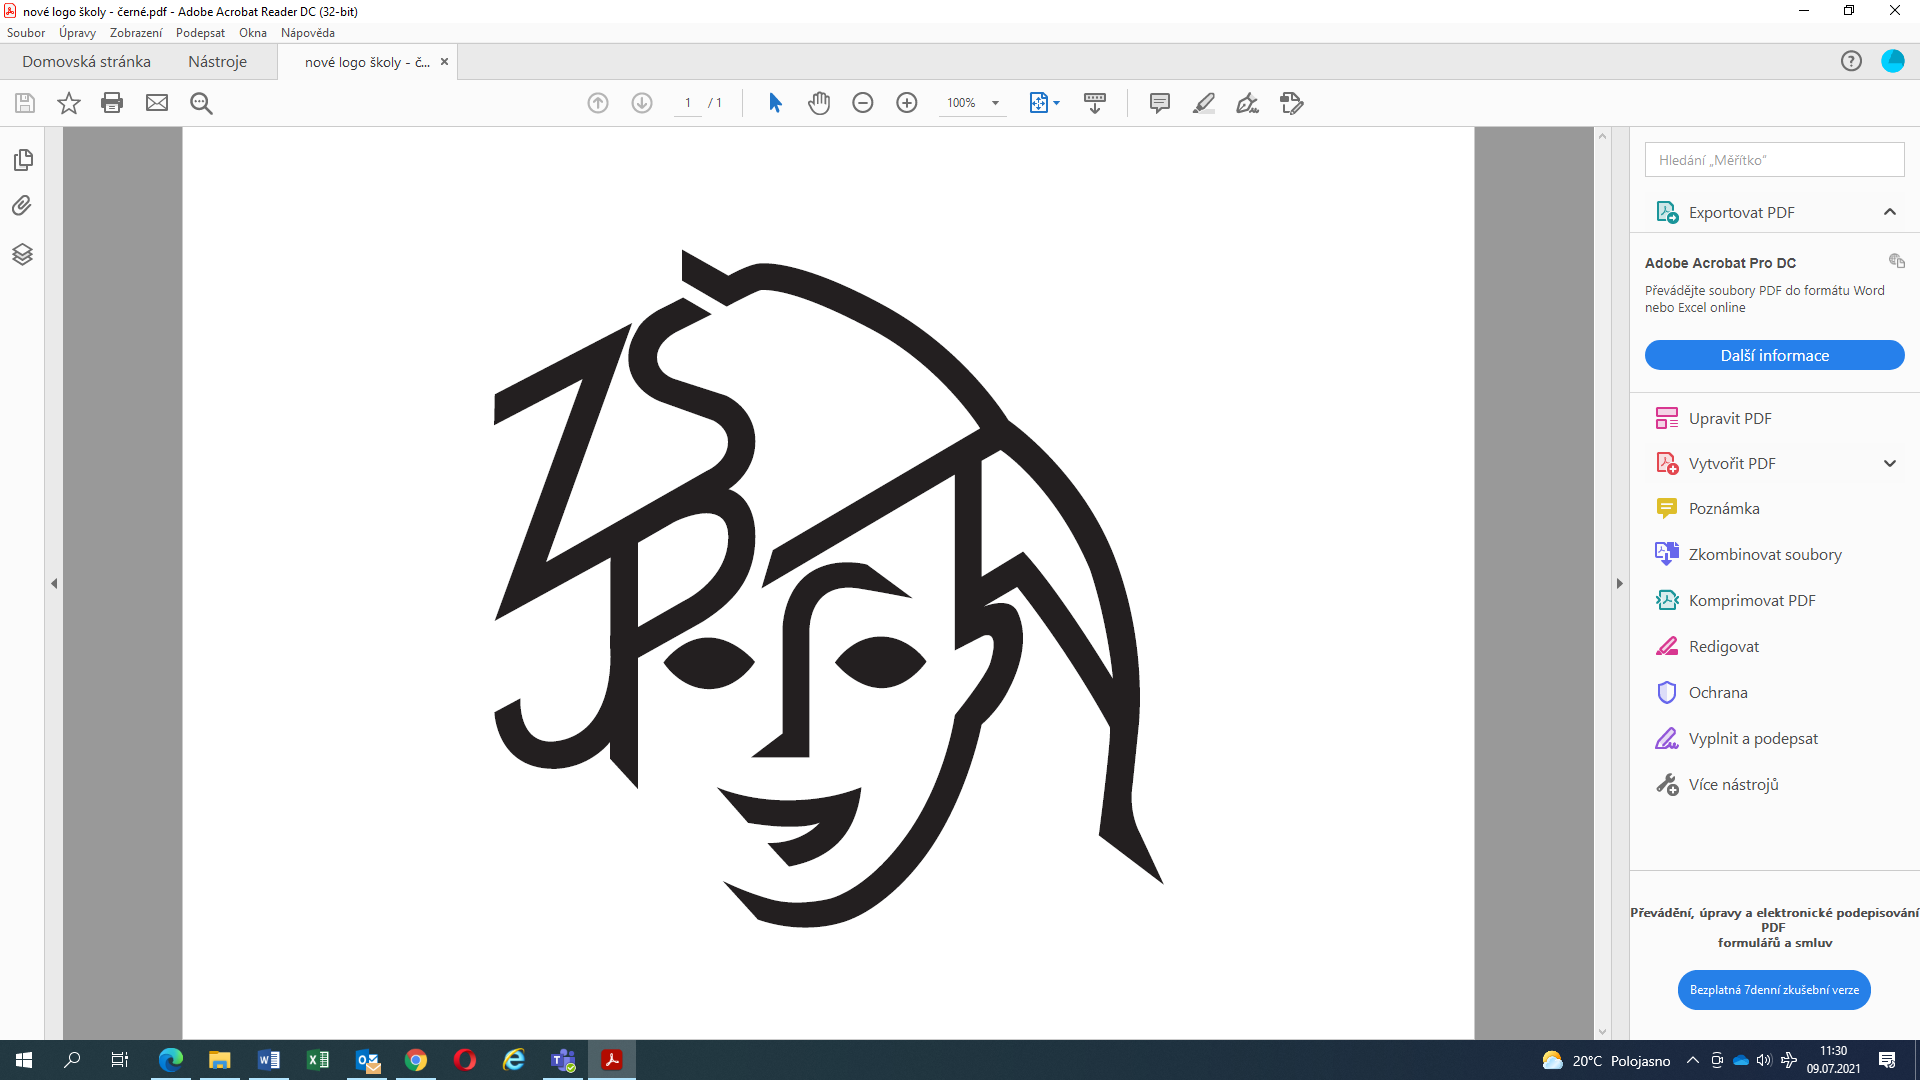 nové logo školy - černé.pdf - Adobe Acrobat Reader DC (32-bit)
Soubor Úpravy Zobrazení Podepsat Okna Nápověda
Domovská stránka Nástroje nové logo školy - č... ×
1 / 1 100%
Hledání „Měřítko“
Exportovat PDF
Adobe Acrobat Pro DC
Převádějte soubory PDF do formátu Word
nebo Excel online
Další informace
Upravit PDF
Vytvořit PDF
Poznámka
Zkombinovat soubory
Komprimovat PDF
Redigovat
Ochrana
Vyplnit a podepsat
Více nástrojů
Převádění, úpravy a elektronické podepisování
PDF
formulářů a smluv
Bezplatná 7denní zkušební verze
20°C Polojasno
11:30
09.07.2021